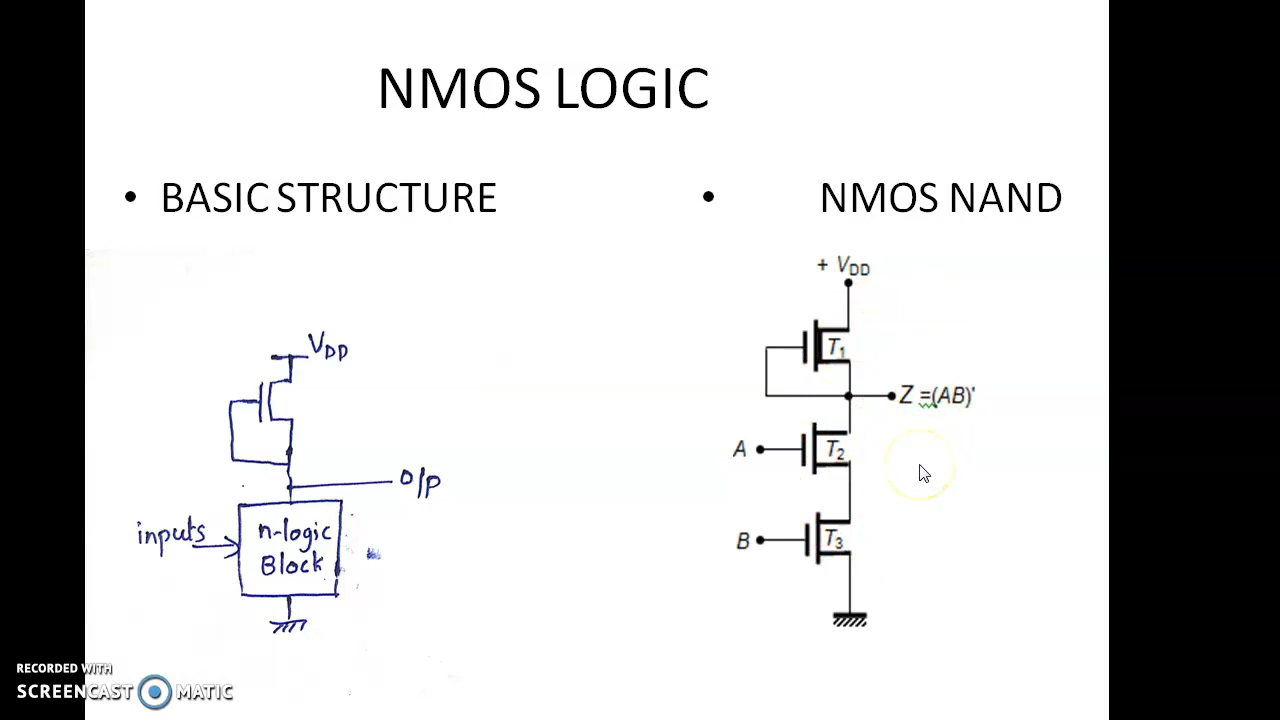 NMOS LOGIC
• BASIC STRUCTURE
• NMOS NAND
VDD
O/P
inputs
n-logic
Block
+ VDD
T1
Z =(AB)'
A
T2
B
T3
RECORDED WITH
SCREENCAST MATIC